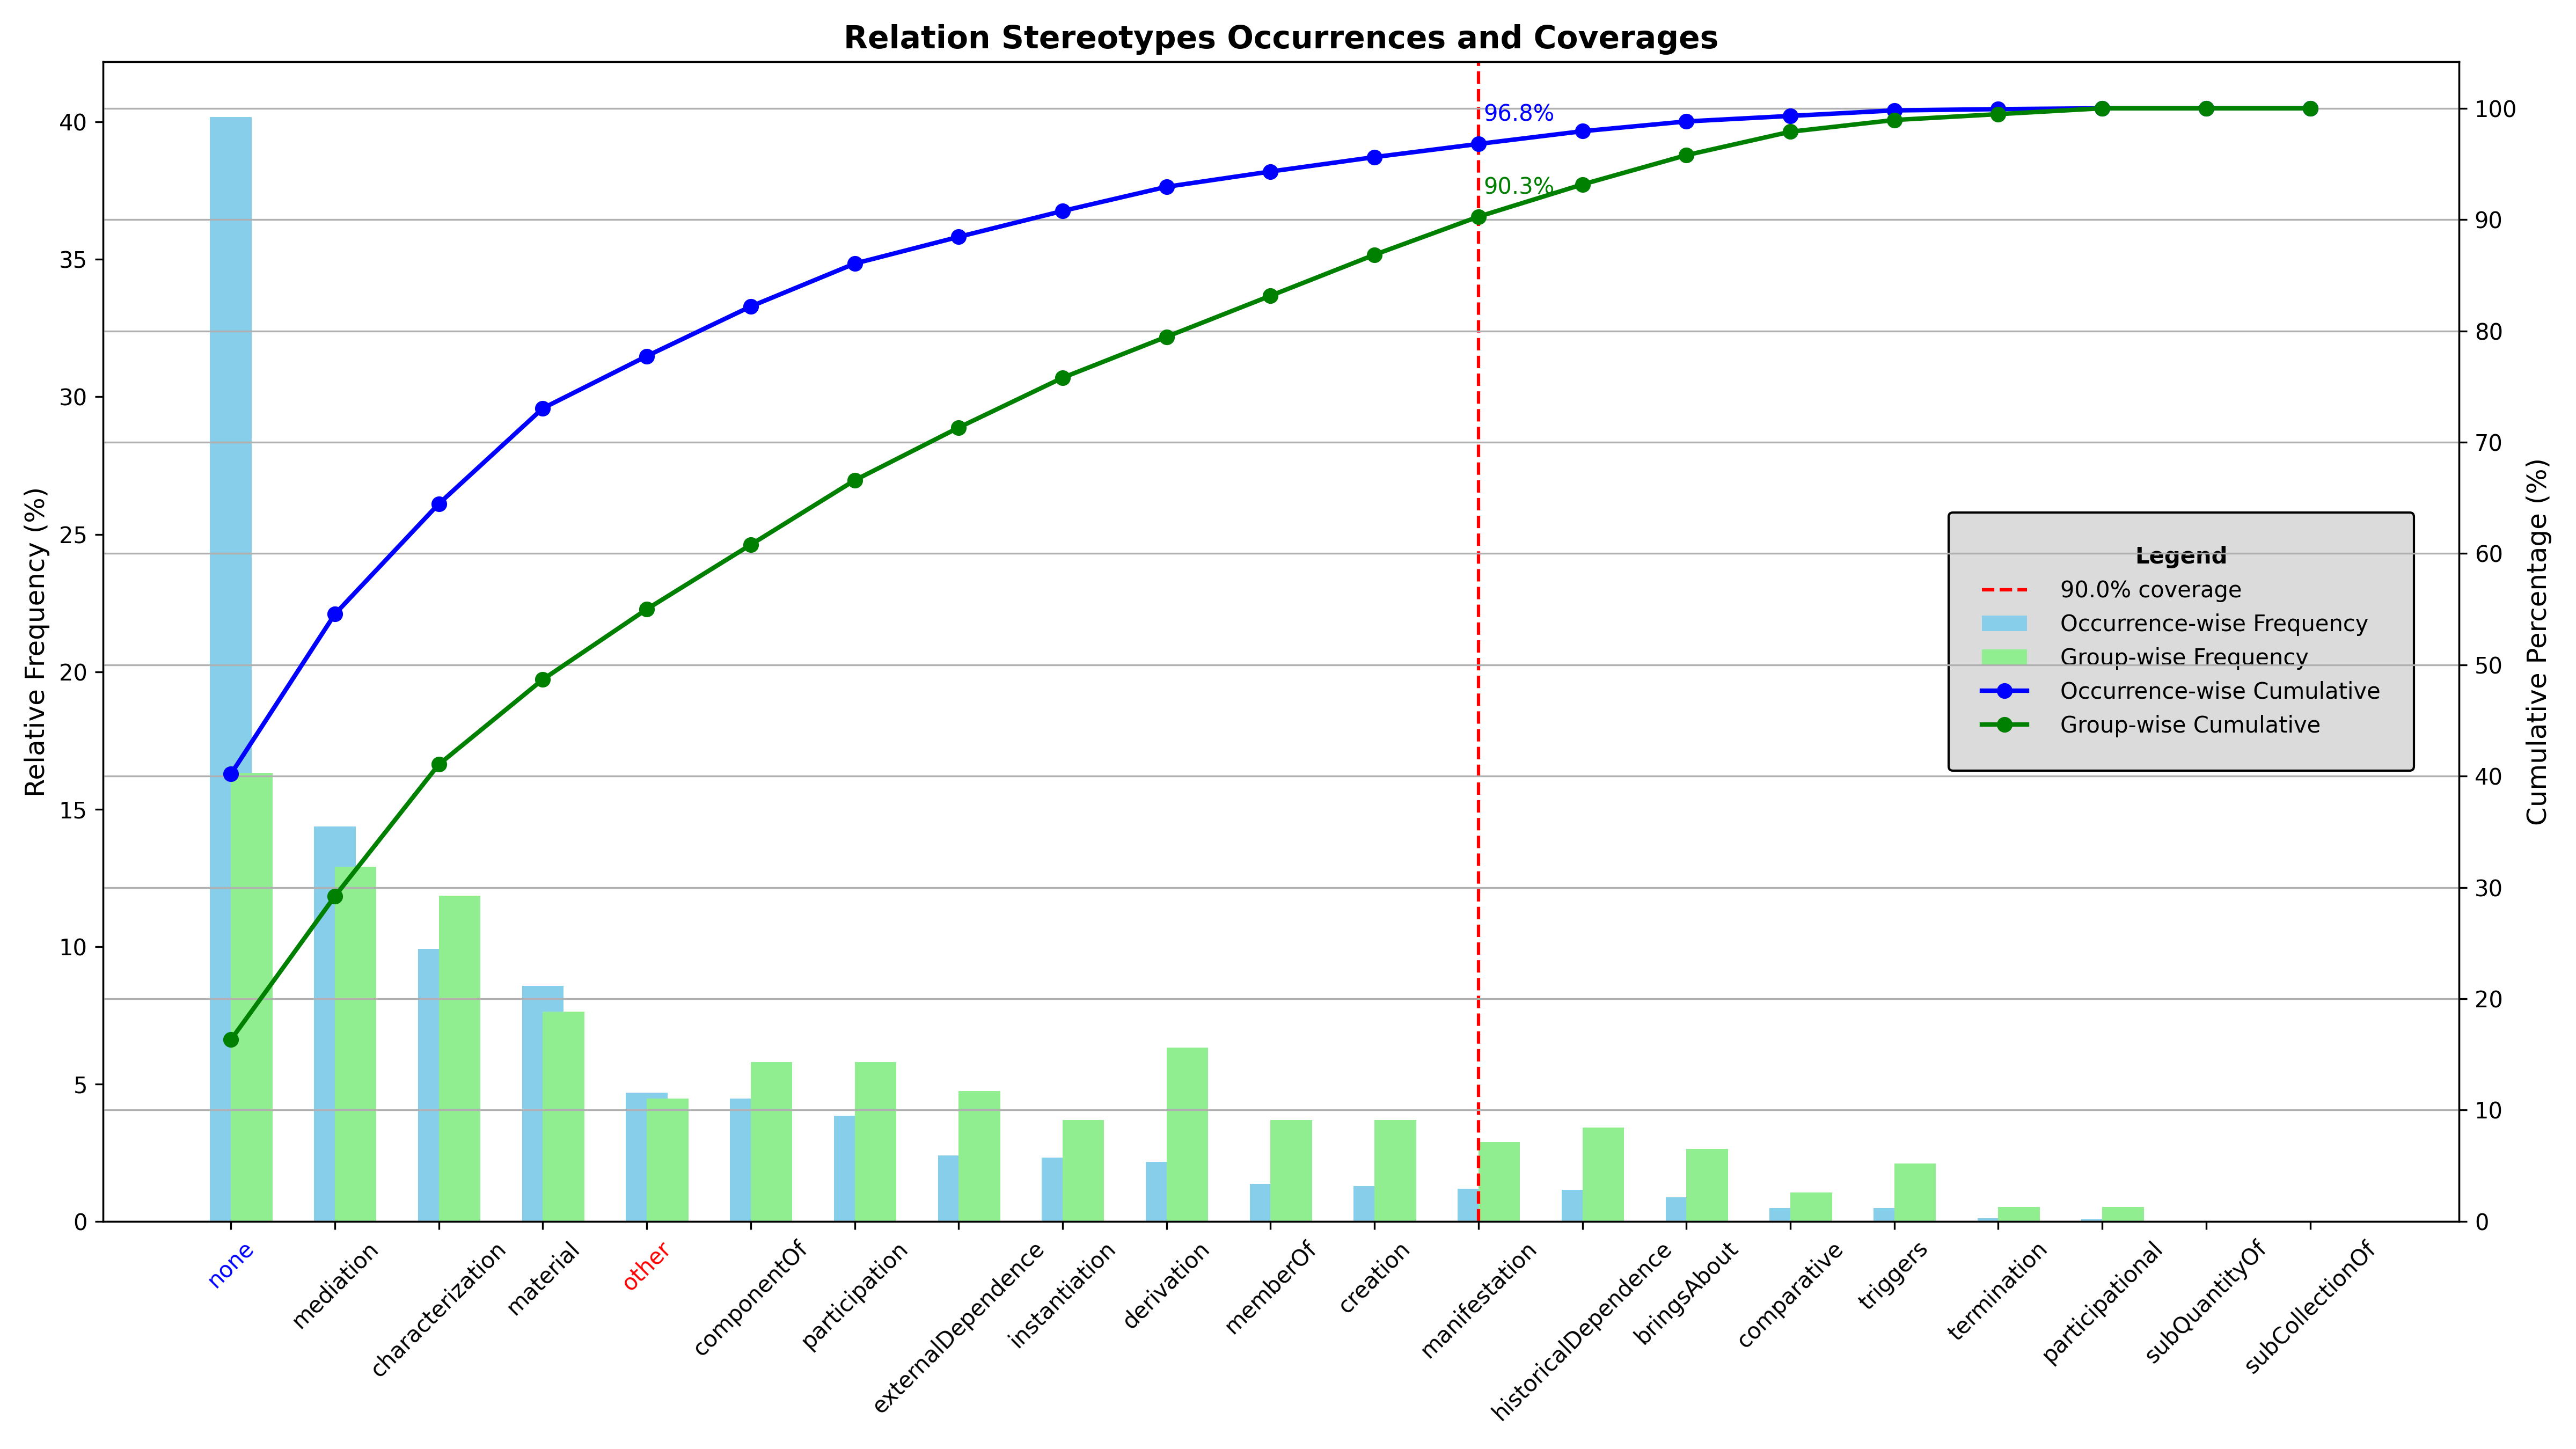 Relation Stereotypes Occurrences and Coverages
Relative Frequency (%)
40
35
30
25
20
15
10
5
0
96.8%
90.3%
100
90
80
70
60
50
40
30
20
10
0
Cumulative Percentage (%)
Legend
90.0% coverage
Occurrence-wise Frequency
Group-wise Frequency
Occurrence-wise Cumulative
Group-wise Cumulative
none
mediation
characterization
material
other
componentOf
participation
externalDependence
instantiation
derivation
memberOf
creation
manifestation
historicalDependence
bringsAbout
comparative
triggers
termination
participational
subQuantityOf
subCollectionOf